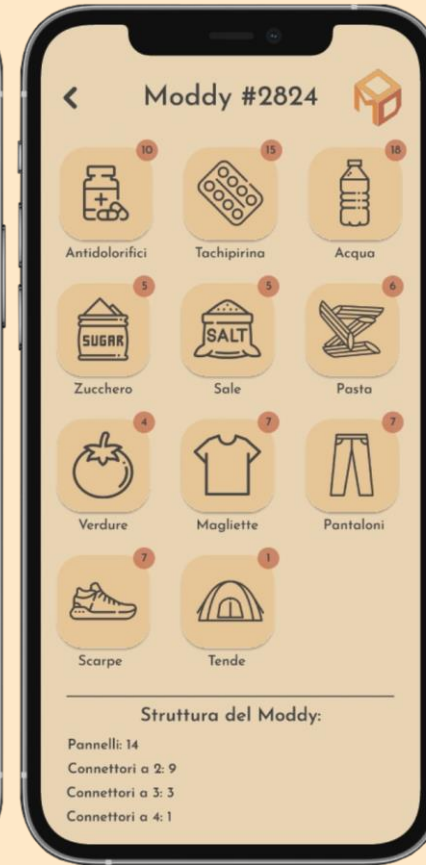 Moddy #2824
10 15 18
Antidolorifici Tachipirina Acqua
5 5 6
SUGAR SALT
Zucchero Sale Pasta
4 7 7
Verdure Magliette Pantaloni
7 1
Scarpe Tende
Struttura del Moddy:
Pannelli: 14
Connettori a 2: 9
Connettori a 3: 3
Connettori a 4: 1